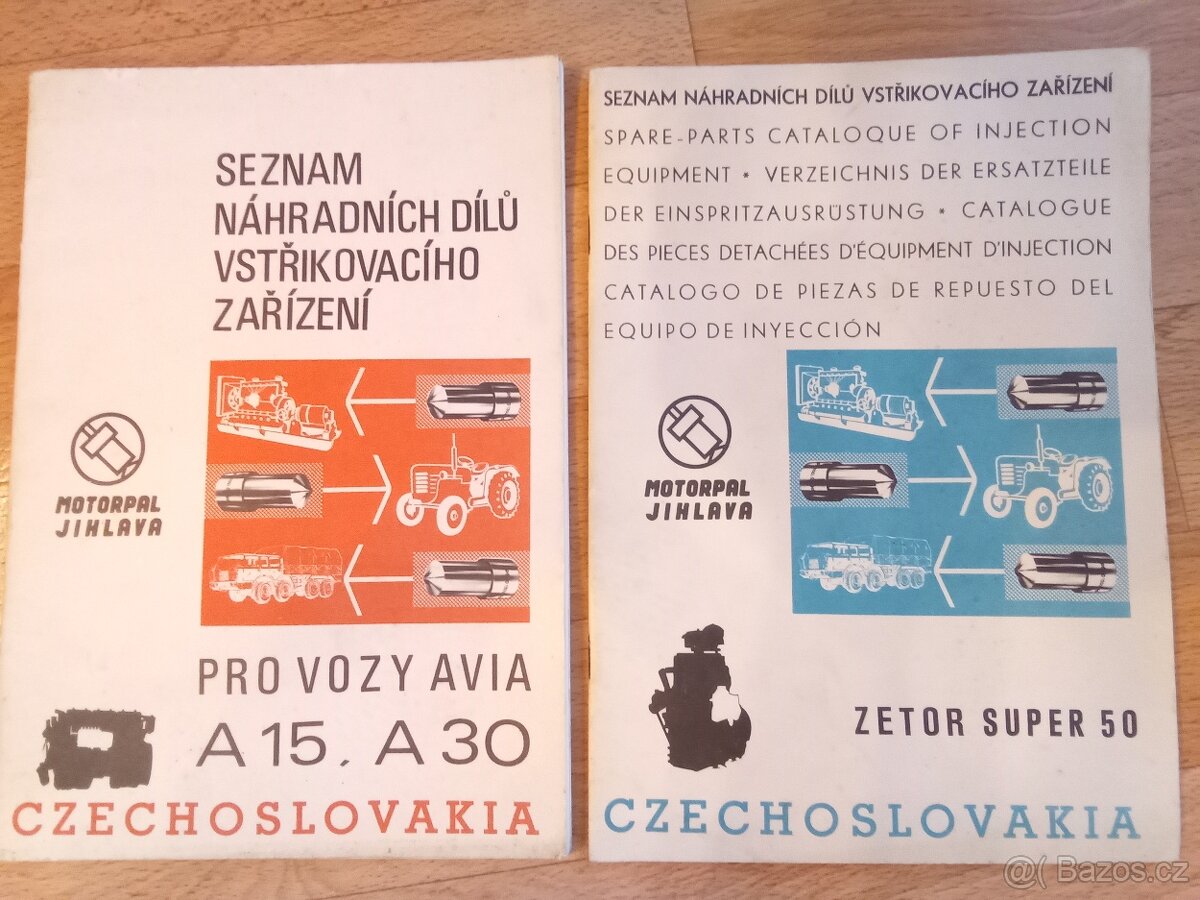 SEZNAM
NÁHRADNÍCH DÍLŮ
VSTŘIKOVACÍHO
ZAŘÍZENÍ
MOTORPAL
JIHLAVA
PRO VOZY AVIA
A 15, A 30
CZECHOSLOVAKIA
SEZNAM NÁHRADNÍCH DÍLŮ VSTŘIKOVACÍHO ZAŘÍZENÍ
SPARE-PARTS CATALOQUE OF INJECTION
EQUIPMENT * VERZEICHNIS DER ERSATZTEILE
DER EINSPRITZAUSRÜSTUNG * CATALOGUE
DES PIECES DETACHÉES D'ÉQUIPMENT D'INJECTION
CATALOGO DE PIEZAS DE REPUESTO DEL
EQUIPO DE INYECCIÓN
MOTORPAL
JIHLAVA
ZETOR SUPER 50
CZECHOSLOVAKIA
Bazos.cz